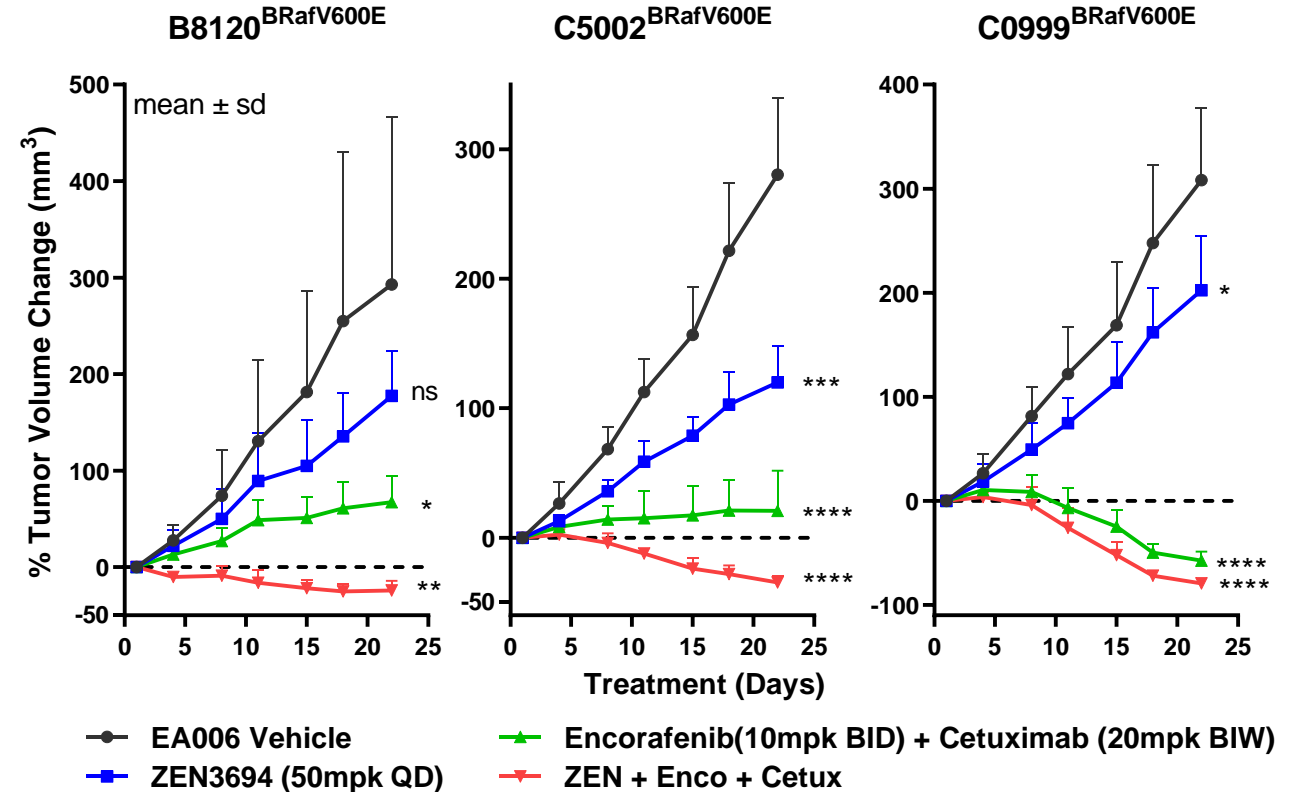 B8120BRafV600E
C5002BRafV600E
C0999BRafV600E
mean ± sd
% Tumor Volume Change (mm3)
500
400
300
200
100
0
-50
0 5 10 15 20 25
ns
*
**
300
200
100
0
-50
0 5 10 15 20 25
***
****
****
400
300
200
100
0
-100
0 5 10 15 20 25
*
****
****
Treatment (Days)
EA006 Vehicle
ZEN3694 (50mpk QD)
Encorafenib(10mpk BID) + Cetuximab (20mpk BIW)
ZEN + Enco + Cetux